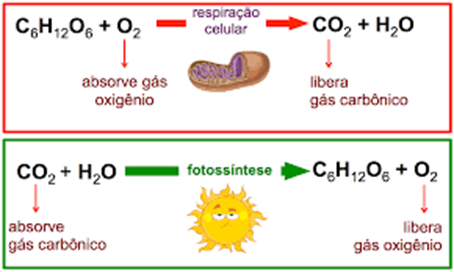 C₆H₁₂O₆ + O₂ respiração celular CO₂ + H₂O
absorve gás
oxigênio
libera
gás carbônico
CO₂ + H₂O fotossíntese C₆H₁₂O₆ + O₂
absorve
gás carbônico
libera
gás oxigênio